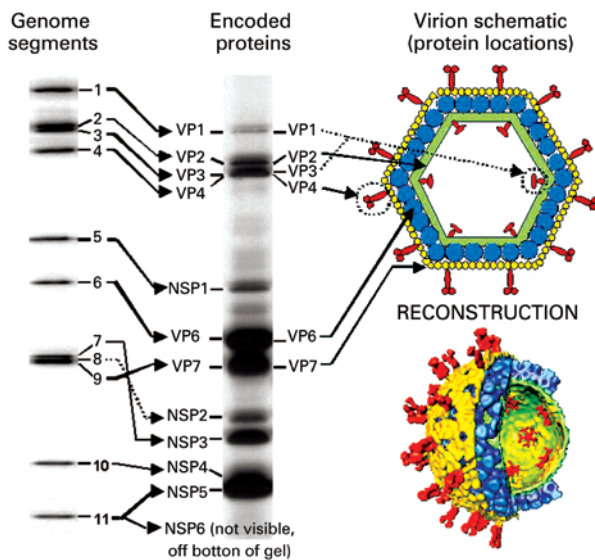 Genome
segments
Encoded
proteins
Virion schematic
(protein locations)
1
2
3
4
5
6
7
8
9
10
11
VP1
VP2
VP3
VP4
NSP1
VP6
VP7
NSP2
NSP3
NSP4
NSP5
NSP6 (not visible,
off botton of gel)
VP1
VP2
VP3
VP4
VP6
VP7
RECONSTRUCTION